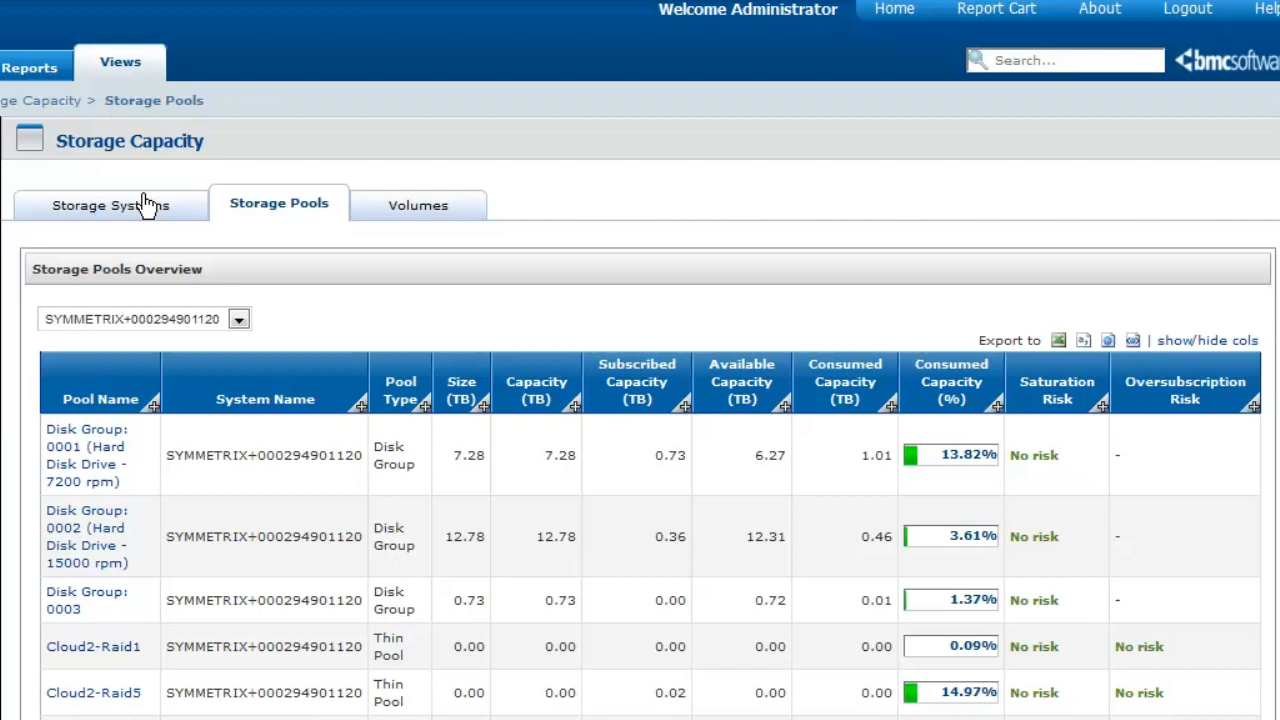 Welcome Administrator Home Report Cart About Logout Help
Reports Views Search... bmcsoftwa
ge Capacity > Storage Pools
Storage Capacity
Storage Systems Storage Pools Volumes
Storage Pools Overview
SYMMETRIX+000294901120
Export to | show/hide cols
Pool Name System Name Pool Type Size (TB) Capacity (TB) Subscribed Capacity (TB) Available Capacity (TB) Consumed Capacity (TB) Consumed Capacity (%) Saturation Risk Oversubscription Risk
Disk Group: 0001 (Hard Disk Drive - 7200 rpm) SYMMETRIX+000294901120 Disk Group 7.28 7.28 0.73 6.27 1.01 13.82% No risk -
Disk Group: 0002 (Hard Disk Drive - 15000 rpm) SYMMETRIX+000294901120 Disk Group 12.78 12.78 0.36 12.31 0.46 3.61% No risk -
Disk Group: 0003 SYMMETRIX+000294901120 Disk Group 0.73 0.73 0.00 0.72 0.01 1.37% No risk -
Cloud2-Raid1 SYMMETRIX+000294901120 Thin Pool 0.00 0.00 0.00 0.00 0.00 0.09% No risk No risk
Cloud2-Raid5 SYMMETRIX+000294901120 Thin Pool 0.00 0.00 0.02 0.00 0.00 14.97% No risk No risk